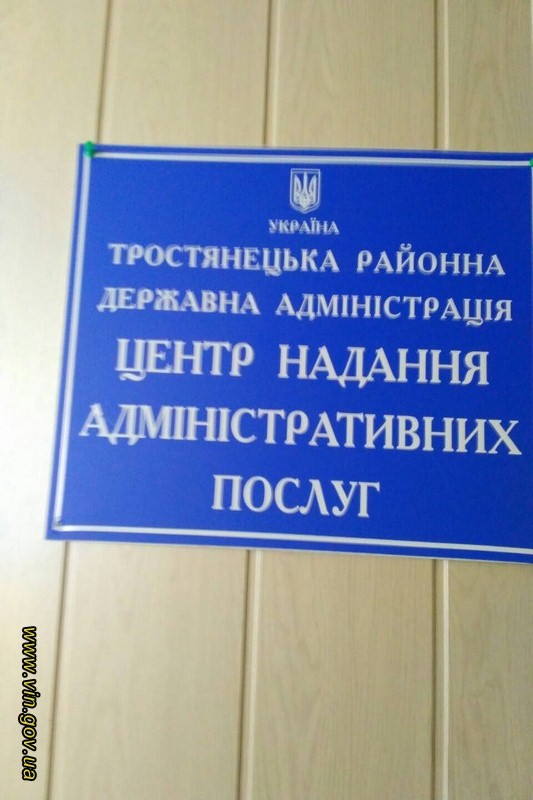 УКРАЇНА
ТРОСТЯНЕЦЬКА РАЙОННА
ДЕРЖАВНА АДМІНІСТРАЦІЯ
ЦЕНТР НАДАННЯ
АДМІНІСТРАТИВНИХ
ПОСЛУГ
www.vin.gov.ua